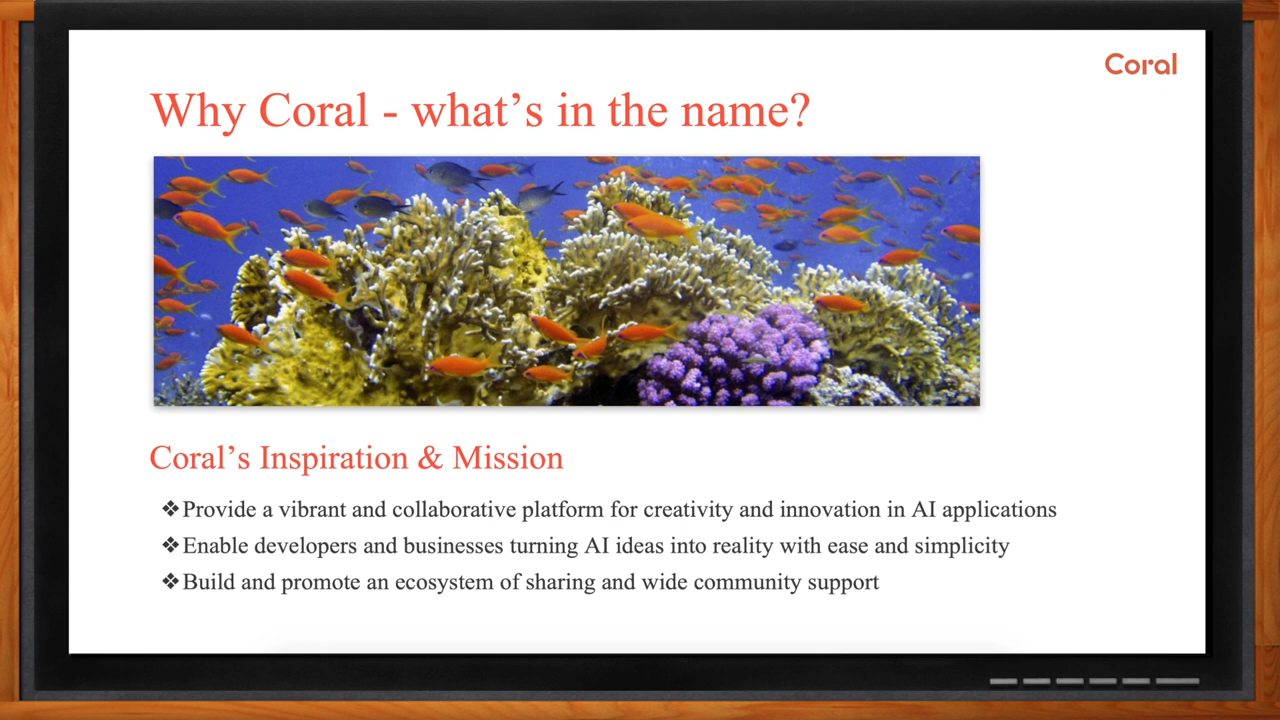 Coral
Why Coral - what’s in the name?
Coral’s Inspiration & Mission
❖Provide a vibrant and collaborative platform for creativity and innovation in AI applications
❖Enable developers and businesses turning AI ideas into reality with ease and simplicity
❖Build and promote an ecosystem of sharing and wide community support